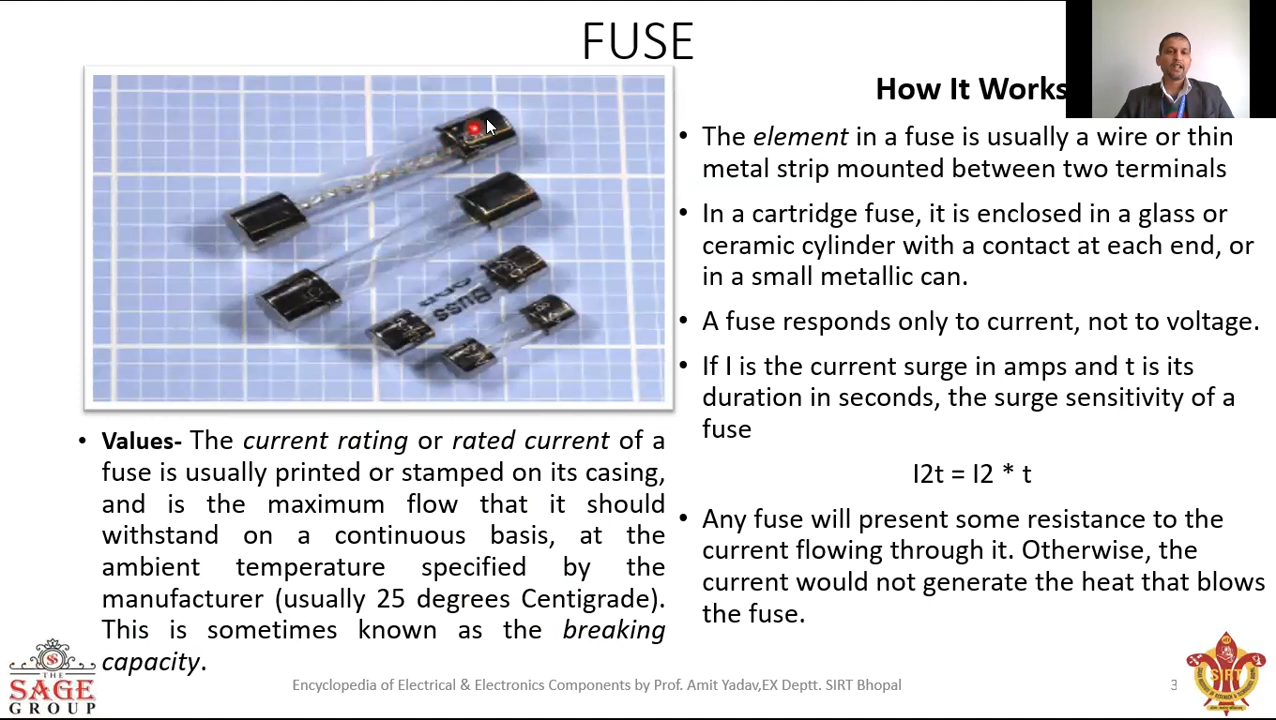 FUSE
How It Works
• The element in a fuse is usually a wire or thin
metal strip mounted between two terminals
• In a cartridge fuse, it is enclosed in a glass or
ceramic cylinder with a contact at each end, or
in a small metallic can.
• A fuse responds only to current, not to voltage.
• If I is the current surge in amps and t is its
duration in seconds, the surge sensitivity of a
fuse
I2t = I2 * t
• Any fuse will present some resistance to the
current flowing through it. Otherwise, the
current would not generate the heat that blows
the fuse.
Buss
• Values- The current rating or rated current of a
fuse is usually printed or stamped on its casing,
and is the maximum flow that it should
withstand on a continuous basis, at the
ambient temperature specified by the
manufacturer (usually 25 degrees Centigrade).
This is sometimes known as the breaking
capacity.
THE
SAGE
GROUP
Encyclopedia of Electrical & Electronics Components by Prof. Amit Yadav,EX Deptt. SIRT Bhopal
3
SIRT